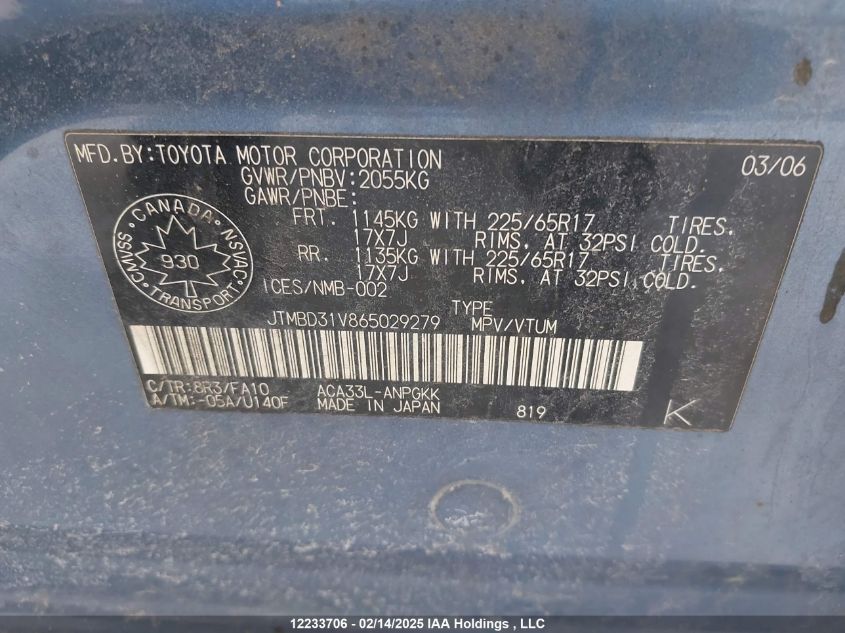 MFD.BY:TOYOTA MOTOR CORPORATION 03/06
GVWR/PNBV:2055KG
GAWR/PNBE:
FRT. 1145KG WITH 225/65R17 TIRES.
17X7J RIMS, AT 32PSI COLD.
RR. 1135KG WITH 225/65R17 TIRES.
17X7J RIMS, AT 32PSI COLD.
ICES/NMB-002
CANADA
CMVSS NSVAC
930
TRANSPORT
TYPE
JTMBD31V865029279 MPV/VTUM
C/TR:8R3/FA10 ACA33L-ANPGKK
A/TM:-05A/U140F MADE IN JAPAN 819 K
12233706 - 02/14/2025 IAA Holdings , LLC